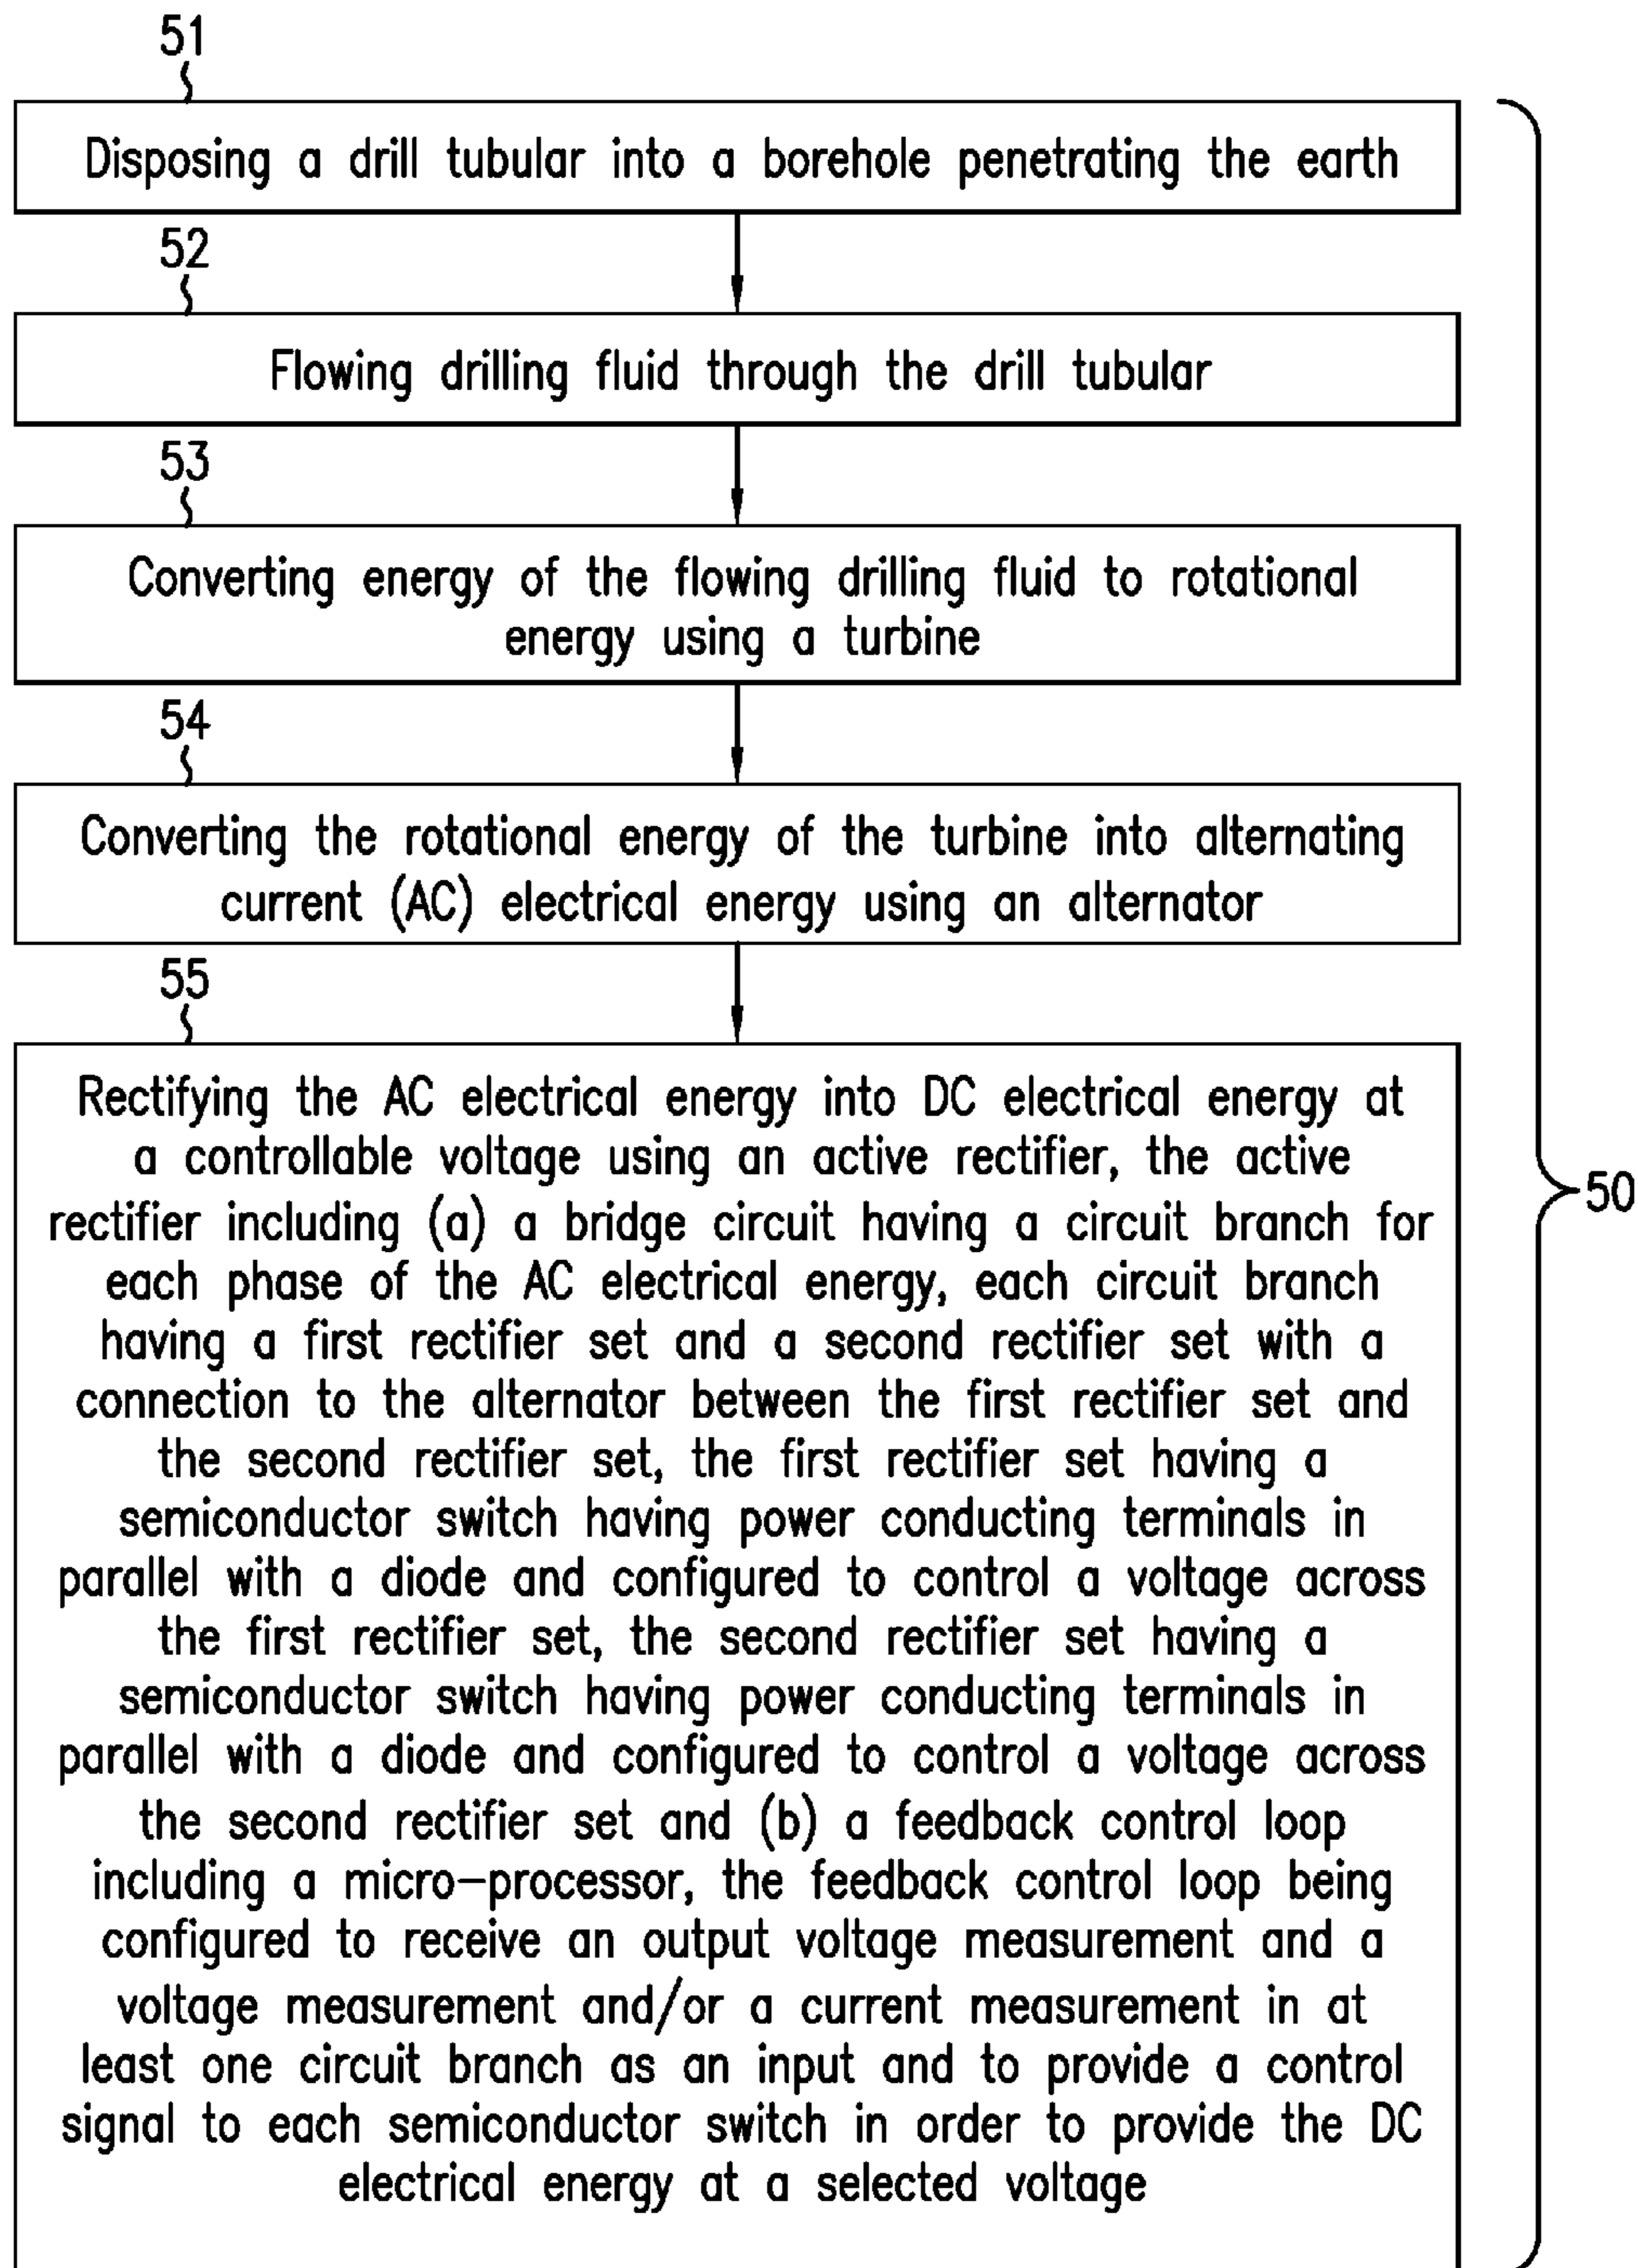 51
Disposing a drill tubular into a borehole penetrating the earth
52
Flowing drilling fluid through the drill tubular
53
Converting energy of the flowing drilling fluid to rotational
energy using a turbine
54
Converting the rotational energy of the turbine into alternating
current (AC) electrical energy using an alternator
55
Rectifying the AC electrical energy into DC electrical energy at
a controllable voltage using an active rectifier, the active
rectifier including (a) a bridge circuit having a circuit branch for
each phase of the AC electrical energy, each circuit branch
having a first rectifier set and a second rectifier set with a
connection to the alternator between the first rectifier set and
the second rectifier set, the first rectifier set having a
semiconductor switch having power conducting terminals in
parallel with a diode and configured to control a voltage across
the first rectifier set, the second rectifier set having a
semiconductor switch having power conducting terminals in
parallel with a diode and configured to control a voltage across
the second rectifier set and (b) a feedback control loop
including a micro-processor, the feedback control loop being
configured to receive an output voltage measurement and a
voltage measurement and/or a current measurement in at
least one circuit branch as an input and to provide a control
signal to each semiconductor switch in order to provide the DC
electrical energy at a selected voltage
50